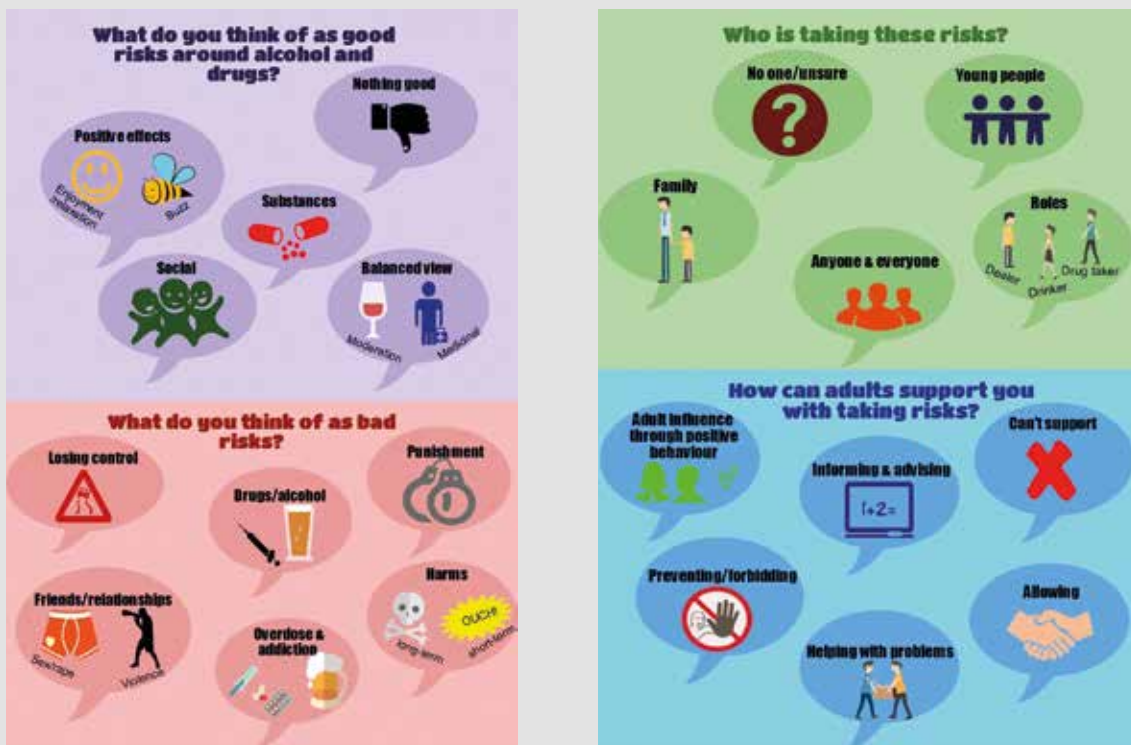 What do you think of as good
risks around alcohol and
drugs?
Nothing good
Positive effects
Enjoyment
/relaxation
Buzz
Substances
Social
Balanced view
Moderation
Medicinal
What do you think of as bad
risks?
Losing control
Drugs/alcohol
Punishment
Friends/relationships
Sex/rape
Violence
Overdose &
addiction
Harms
long-term
OUCH!
short-term
Who is taking these risks?
No one/unsure
Young people
Family
Anyone & everyone
Roles
Dealer
Drinker
Drug taker
How can adults support you
with taking risks?
Adult influence
through positive
behaviour
Informing & advising
1+2=
Can't support
Preventing/forbidding
Helping with problems
Allowing